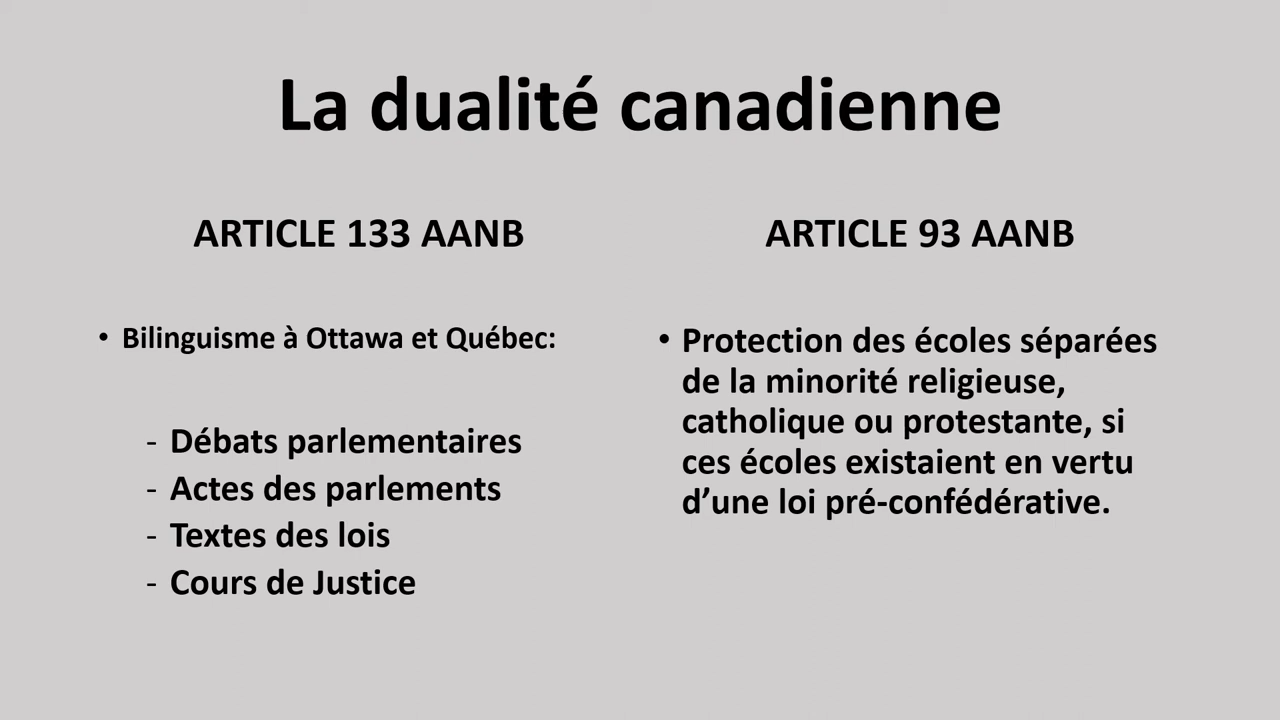 La dualité canadienne
ARTICLE 133 AANB
• Bilinguisme à Ottawa et Québec:
- Débats parlementaires
- Actes des parlements
- Textes des lois
- Cours de Justice
ARTICLE 93 AANB
• Protection des écoles séparées
de la minorité religieuse,
catholique ou protestante, si
ces écoles existaient en vertu
d’une loi pré-confédérative.